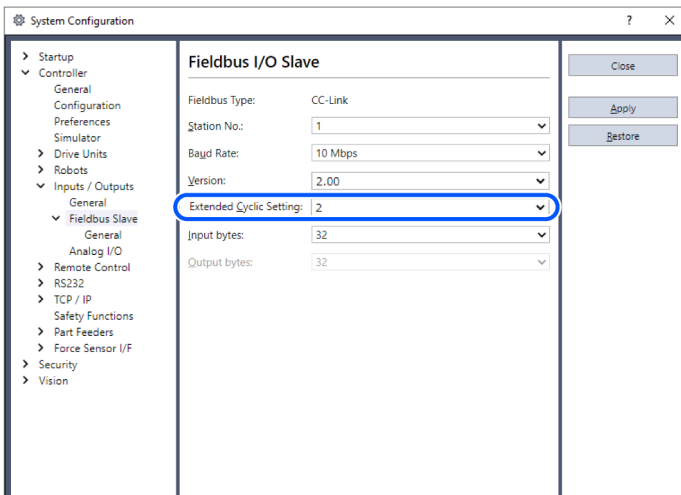 System Configuration
? ×
Startup
Controller
General
Configuration
Preferences
Simulator
Drive Units
Robots
Inputs / Outputs
General
Fieldbus Slave
General
Analog I/O
Remote Control
RS232
TCP / IP
Safety Functions
Part Feeders
Force Sensor I/F
Security
Vision
Fieldbus I/O Slave
Fieldbus Type: CC-Link
Station No.: 1
Baud Rate: 10 Mbps
Version: 2.00
Extended Cyclic Setting: 2
Input bytes: 32
Output bytes: 32
Close
Apply
Restore